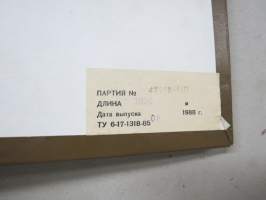 ПАРТИЯ №
ДЛИНА м
Дата выпуска 1988 г.
ТУ 6-17-1318-85